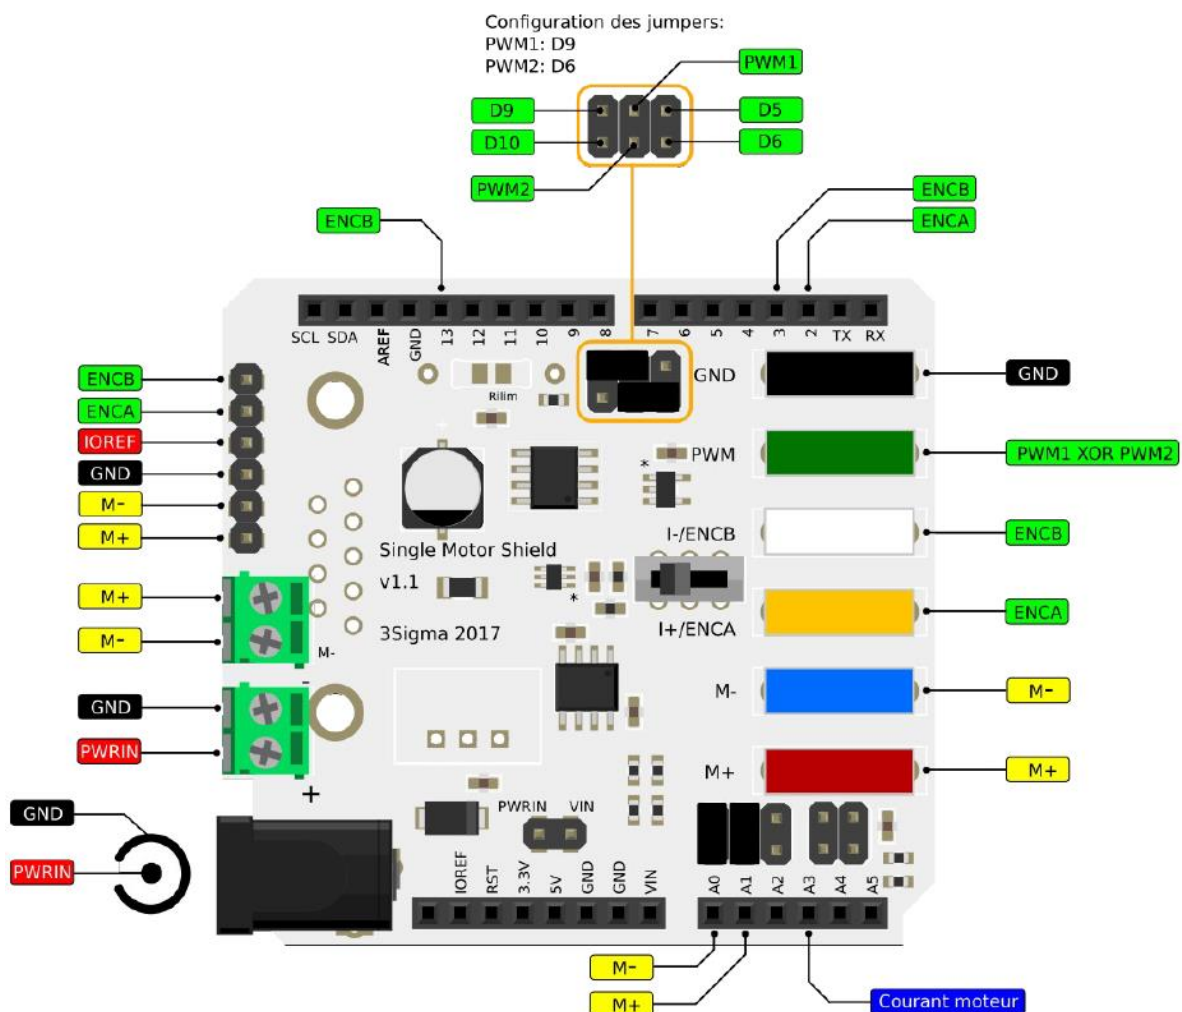 Configuration des jumpers:
PWM1: D9
PWM2: D6
PWM1
D9
D5
D10
D6
PWM2
ENCB
ENCB
ENCA
SCL SDA AREF GND 13 12 11 10 9 8
7 6 5 4 3 2 TX RX
Rilim
GND
GND
ENCB
ENCA
IOREF
GND
M-
M+
PWM
PWM1 XOR PWM2
*
I-/ENCB
ENCB
Single Motor Shield
v1.1
*
3Sigma 2017
I+/ENCA
ENCA
M+
M-
M-
M-
M-
GND
-
PWRIN
+
M+
M+
GND
PWRIN
PWRIN VIN
IOREF RST 3.3V 5V GND GND VIN
A0 A1 A2 A3 A4 A5
M-
M+
Courant moteur